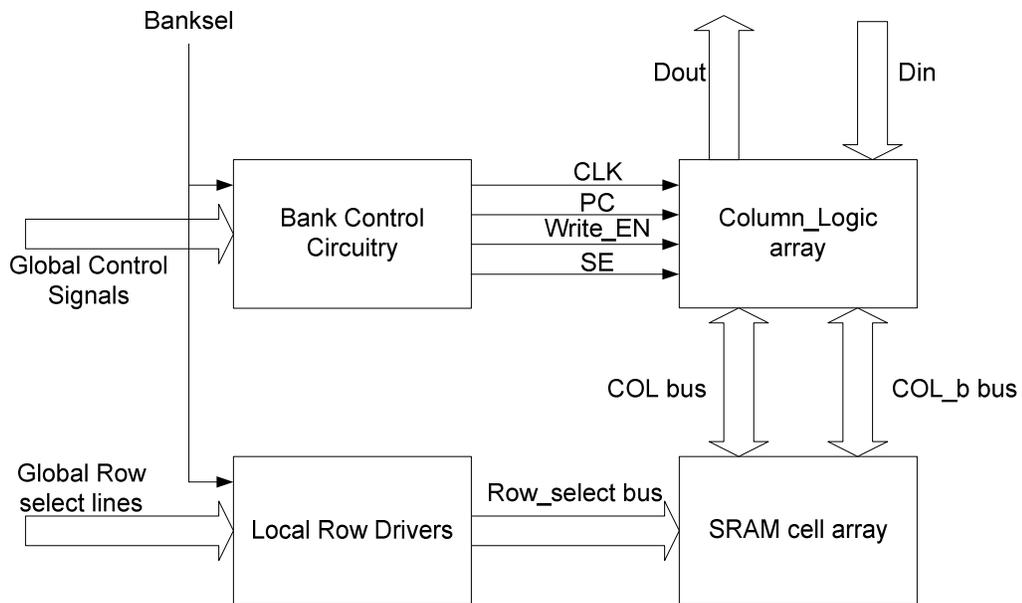 Banksel
Dout
Din
Bank Control
Circuitry
CLK
PC
Write_EN
SE
Column_Logic
array
Global Control
Signals
COL bus
COL_b bus
Global Row
select lines
Local Row Drivers
Row_select bus
SRAM cell array